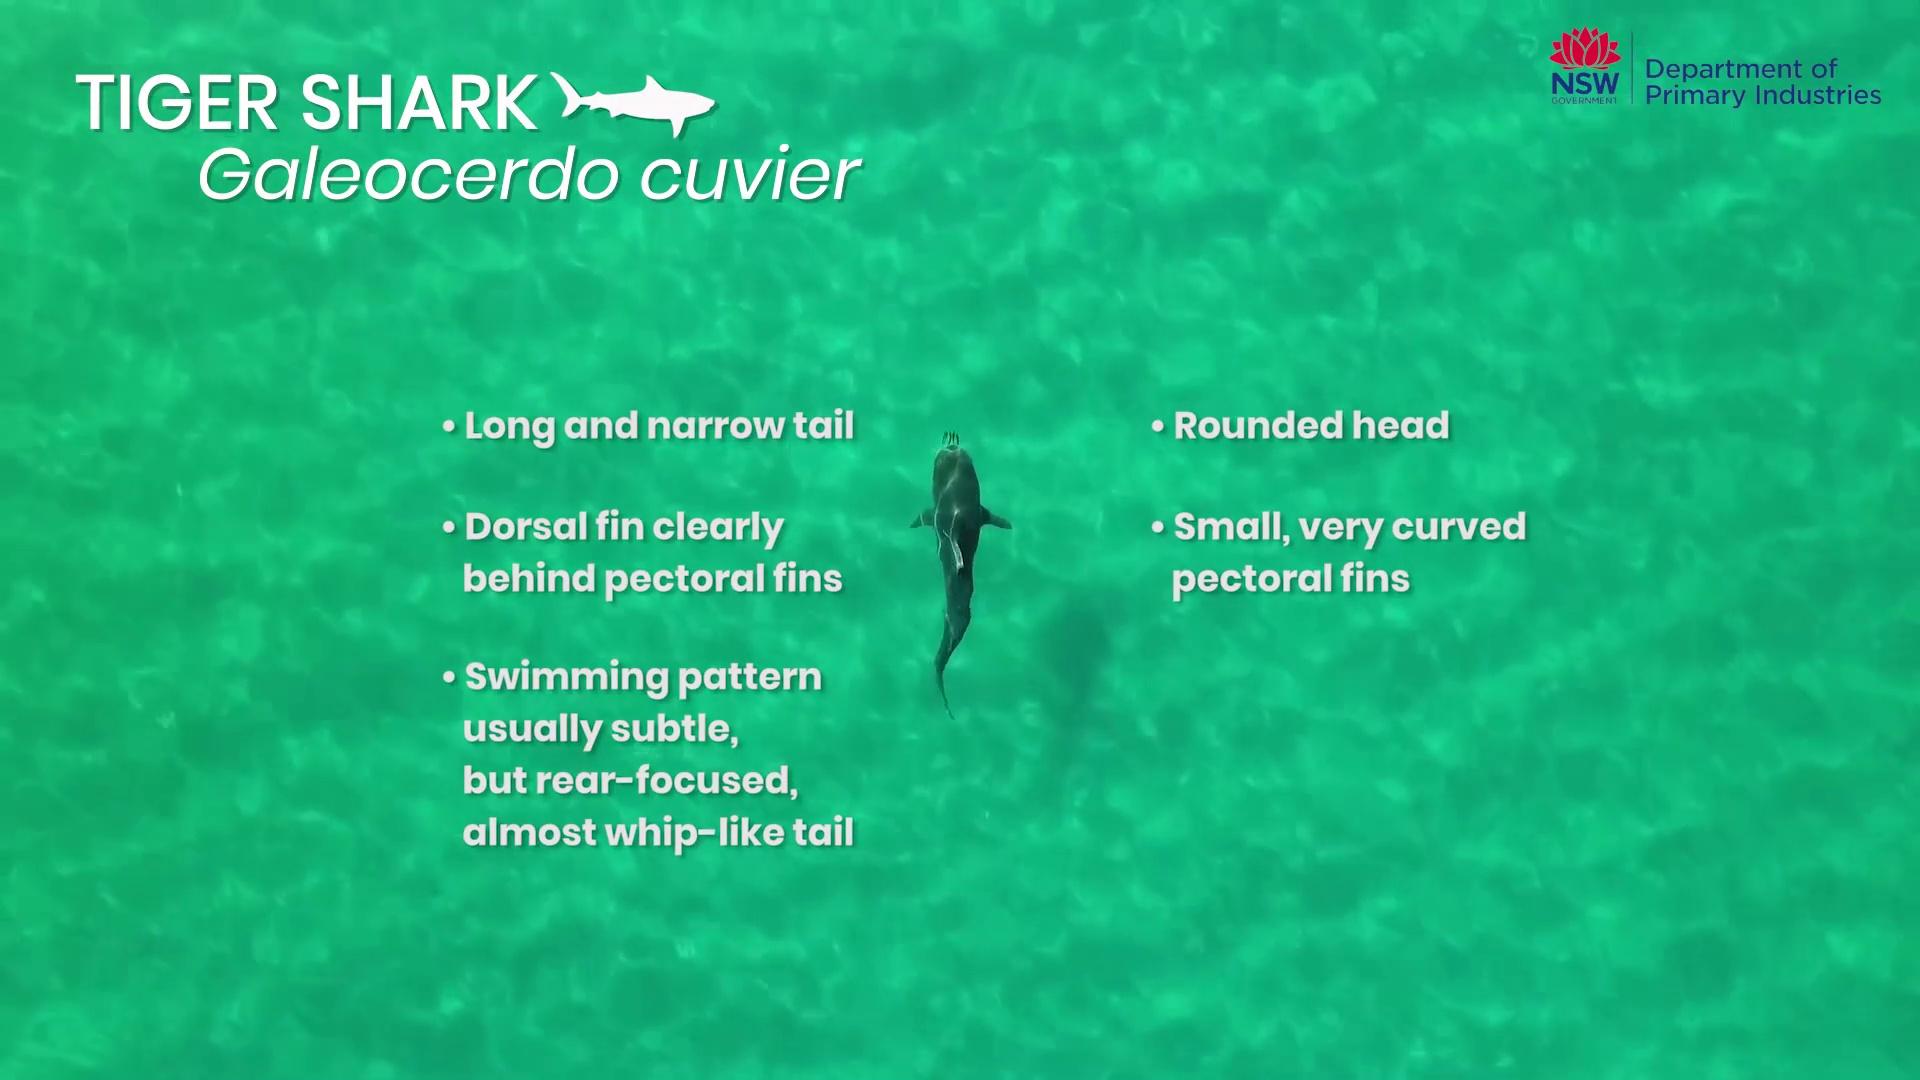 TIGER SHARK
Galeocerdo cuvier
NSW
GOVERNMENT
Department of
Primary Industries
• Long and narrow tail
• Dorsal fin clearly
behind pectoral fins
• Swimming pattern
usually subtle,
but rear-focused,
almost whip-like tail
• Rounded head
• Small, very curved
pectoral fins